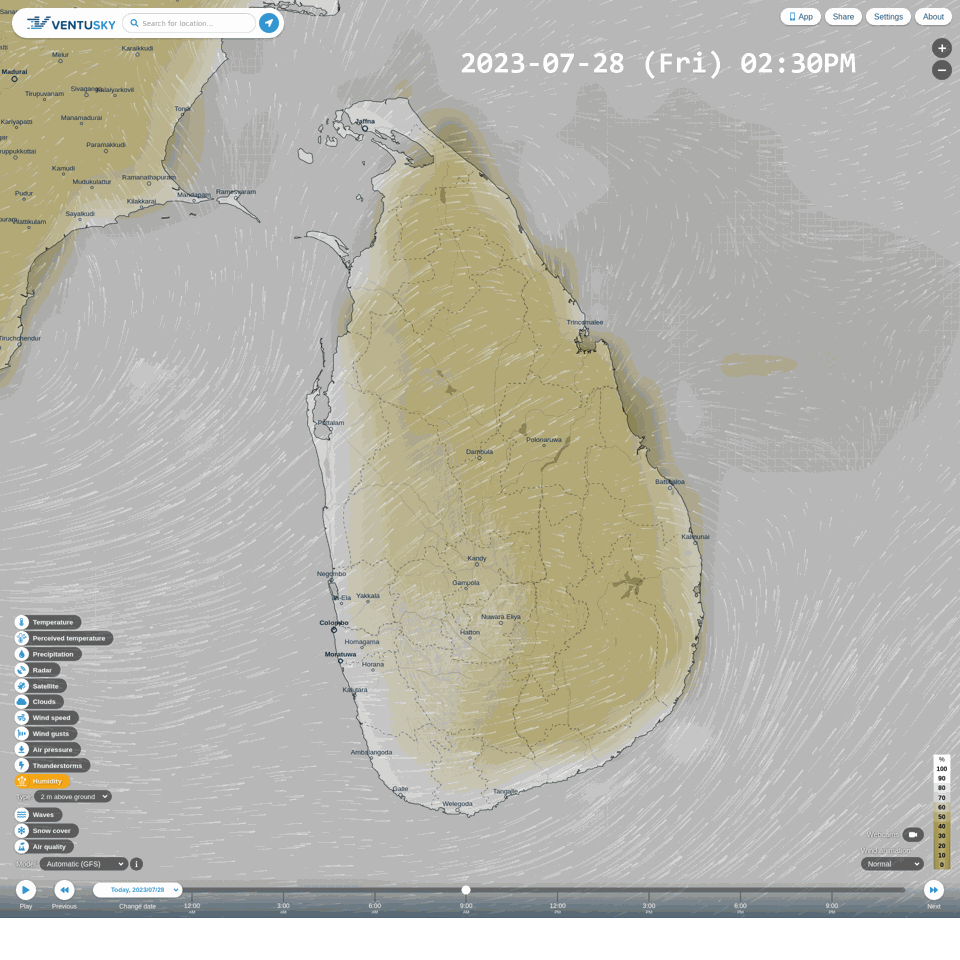 VENTUSKY
Search for location...
App
Share
Settings
About
2023-07-28 (Fri) 02:30PM
Karaikkudi
Melur
Madurai
Tirupuvanam
Kariyapatti
Manamadurai
Tondi
Paramakkudi
Kamudi
Mudukulattur
Ramanathapuram
Pudur
Kilakkarai
Mandapam
Rameswaram
Sayalkudi
Tiruchchendur
Jaffna
Trincomalee
Puttalam
Dambulla
Polonnaruwa
Batticaloa
Kalmunai
Kandy
Negombo
Gampola
Ja-Ela
Yakkala
Nuwara Eliya
Colombo
Hatton
Homagama
Moratuwa
Horana
Kalutara
Ambalangoda
Galle
Weligoda
Tangalle
Temperature
Perceived temperature
Precipitation
Radar
Satellite
Clouds
Wind speed
Wind gusts
Air pressure
Thunderstorms
Humidity
Type
2 m above ground
Waves
Snow cover
Air quality
Model
Automatic (GFS)
i
%
100
90
80
70
60
50
40
30
20
10
0
Webcams
Wind animation
Normal
Today, 2023/07/28
Play
Previous
Change date
12:00
AM
3:00
AM
6:00
AM
9:00
AM
12:00
PM
3:00
PM
6:00
PM
9:00
PM
Next